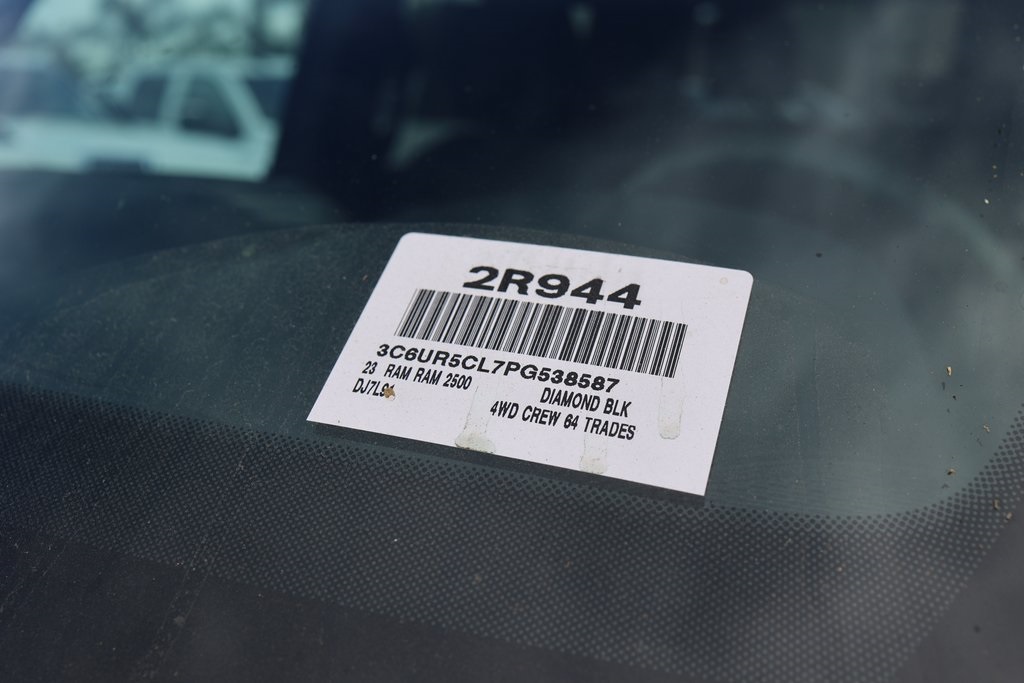 2R944
3C6UR5CL7PG538587
23 RAM RAM 2500 DIAMOND BLK
4WD CREW 64 TRADES